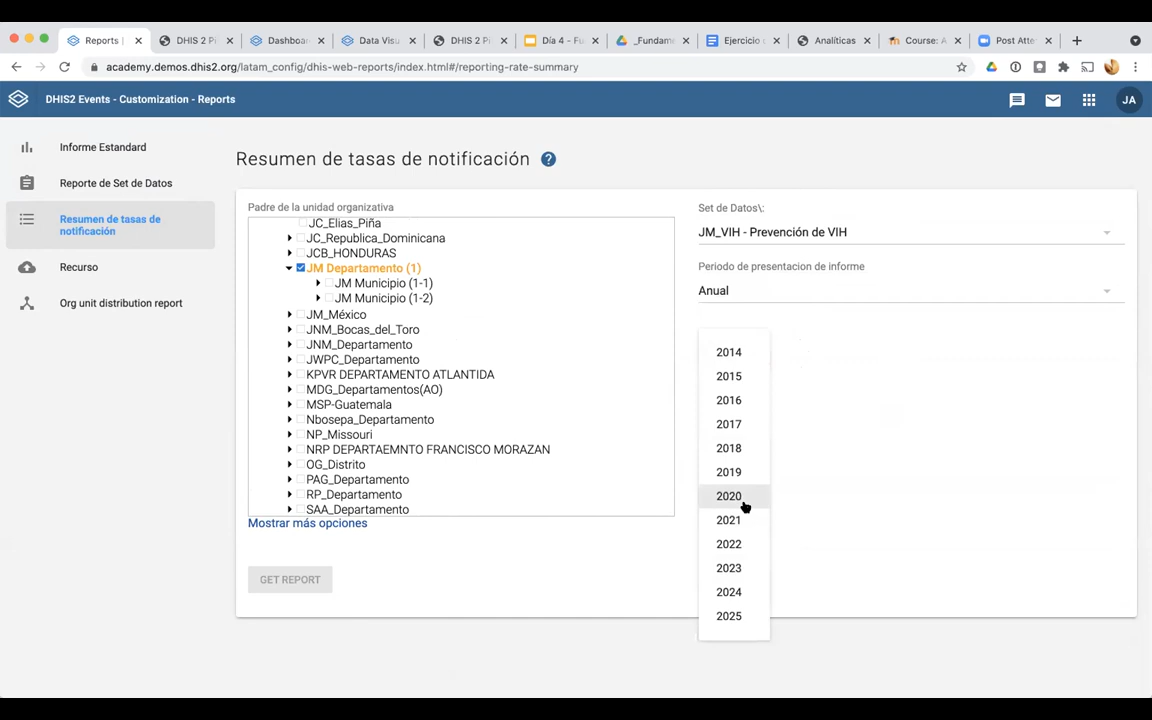 Reports |
DHIS 2 Pi
Dashboar
Data Visu
DHIS 2 Pi
Día 4 - Fu
_Fundam
Ejercicio
Analíticas
Course: A
Post Atte
academy.demos.dhis2.org/latam_config/dhis-web-reports/index.html#/reporting-rate-summary
DHIS2 Events - Customization - Reports
JA
Informe Estandard
Reporte de Set de Datos
Resumen de tasas de
notificación
Recurso
Org unit distribution report
Resumen de tasas de notificación ?
Padre de la unidad organizativa
JC_Elias_Piña
JC_Republica_Dominicana
JCB_HONDURAS
JM Departamento (1)
JM Municipio (1-1)
JM Municipio (1-2)
JM_México
JNM_Bocas_del_Toro
JNM_Departamento
JWPC_Departamento
KPVR DEPARTAMENTO ATLANTIDA
MDG_Departamentos(AO)
MSP-Guatemala
Nbosepa_Departamento
NP_Missouri
NRP DEPARTAEMNTO FRANCISCO MORAZAN
OG_Distrito
PAG_Departamento
RP_Departamento
SAA_Departamento
Mostrar más opciones
GET REPORT
Set de Datos\:
JM_VIH - Prevención de VIH
Periodo de presentacion de informe
Anual
2014
2015
2016
2017
2018
2019
2020
2021
2022
2023
2024
2025